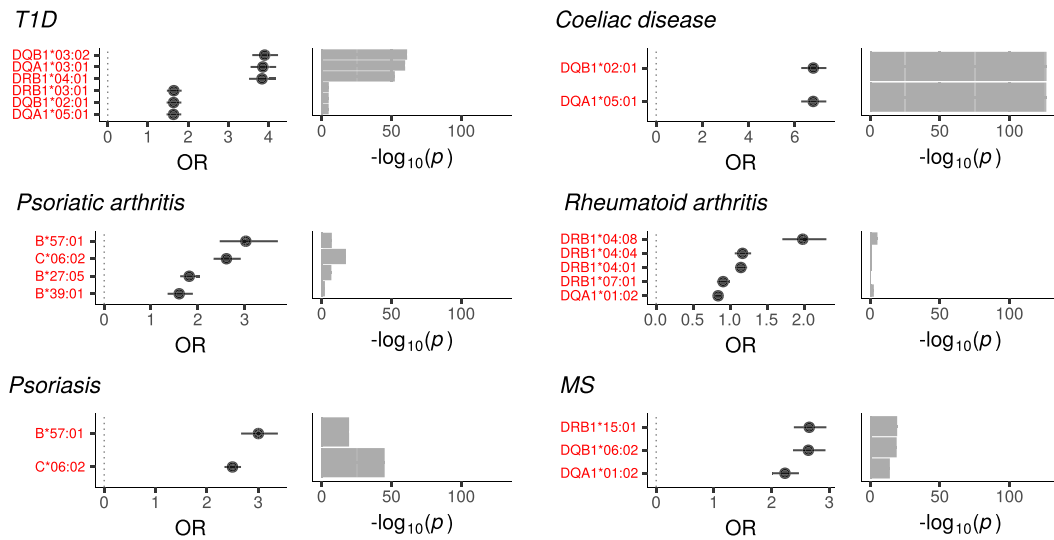 T1D
DQB1*03:02
DQA1*03:01
DRB1*04:01
DRB1*03:01
DQB1*02:01
DQA1*05:01
0 1 2 3 4
OR
0 50 100
-log10(p)
Coeliac disease
DQB1*02:01
DQA1*05:01
0 2 4 6
OR
0 50 100
-log10(p)
Psoriatic arthritis
B*57:01
C*06:02
B*27:05
B*39:01
0 1 2 3
OR
0 50 100
-log10(p)
Rheumatoid arthritis
DRB1*04:08
DRB1*04:04
DRB1*04:01
DRB1*07:01
DQA1*01:02
0.0 0.5 1.0 1.5 2.0
OR
0 50 100
-log10(p)
Psoriasis
B*57:01
C*06:02
0 1 2 3
OR
0 50 100
-log10(p)
MS
DRB1*15:01
DQB1*06:02
DQA1*01:02
0 1 2 3
OR
0 50 100
-log10(p)